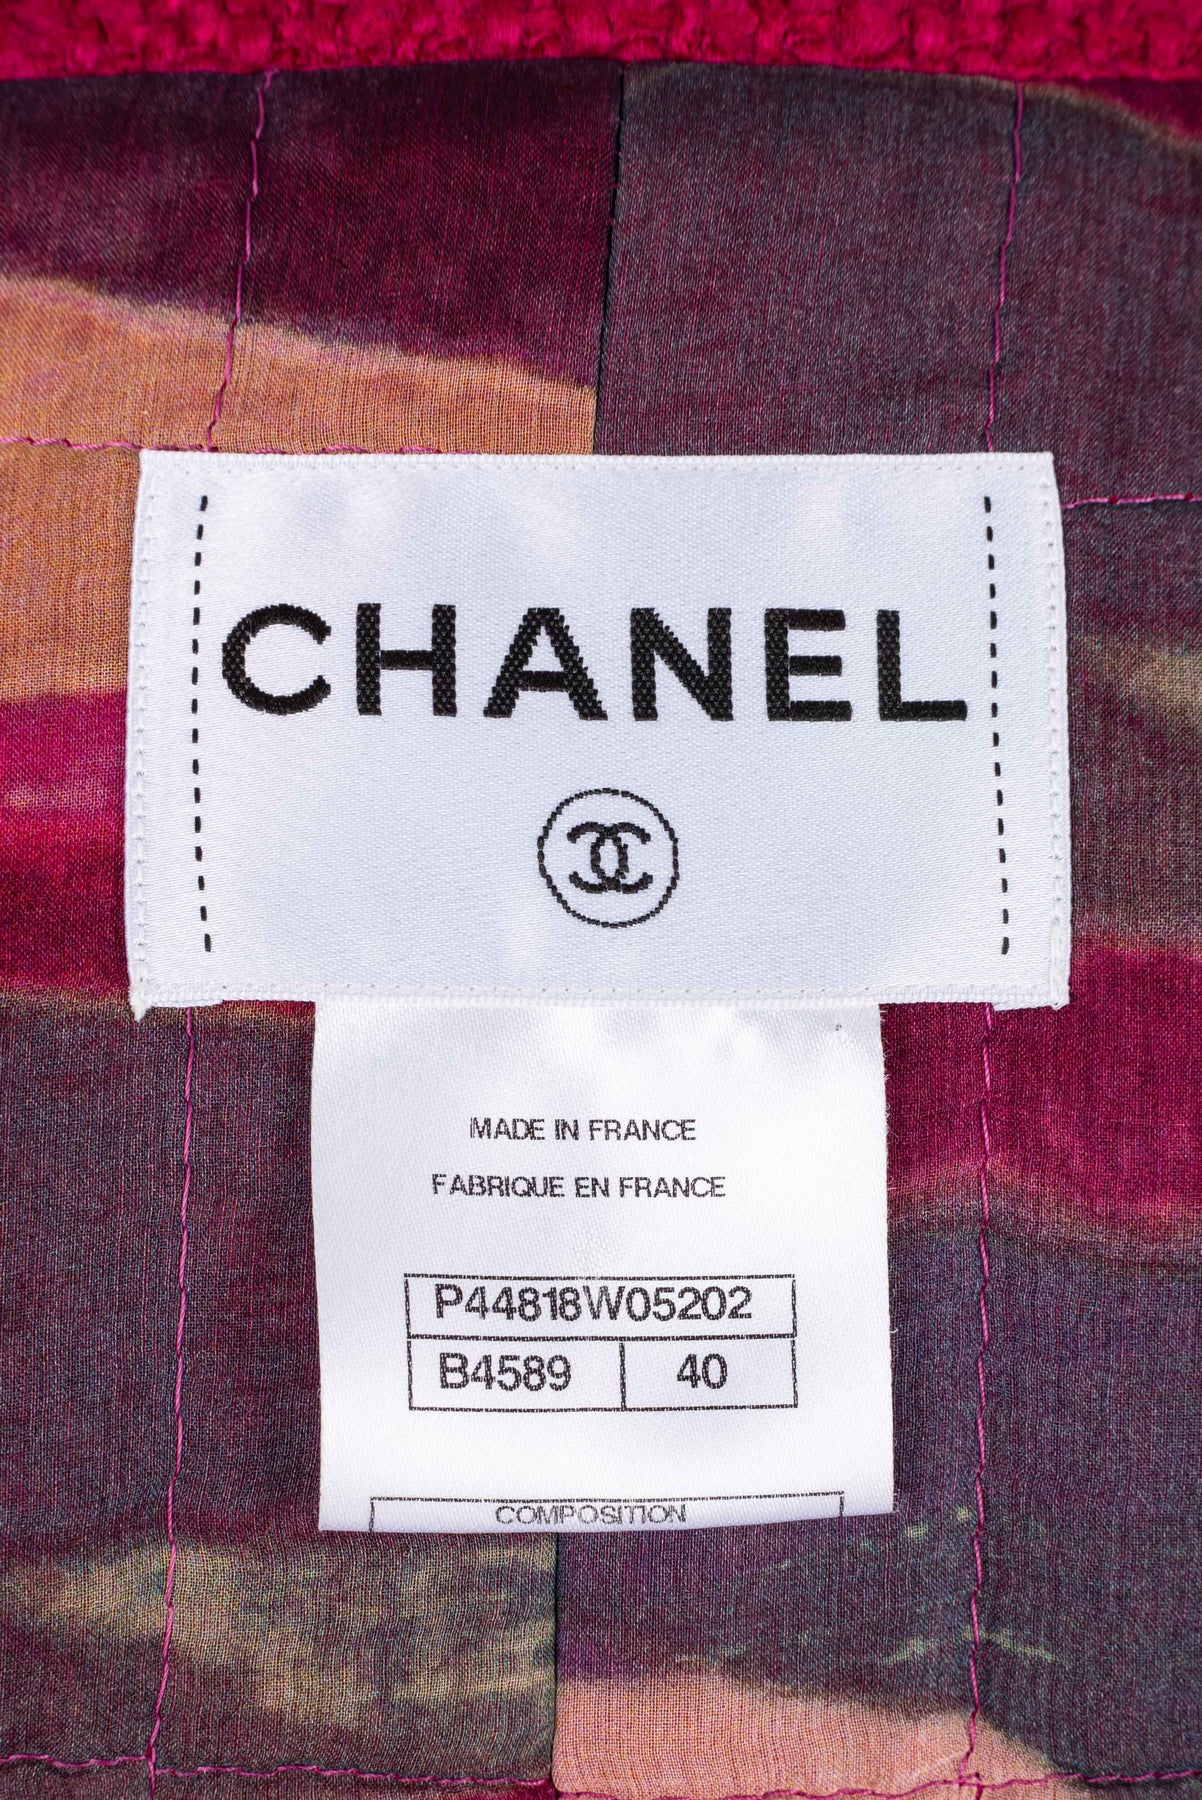 CHANEL
MADE IN FRANCE
FABRIQUE EN FRANCE
P44818W05202
B4589 40
COMPOSITION